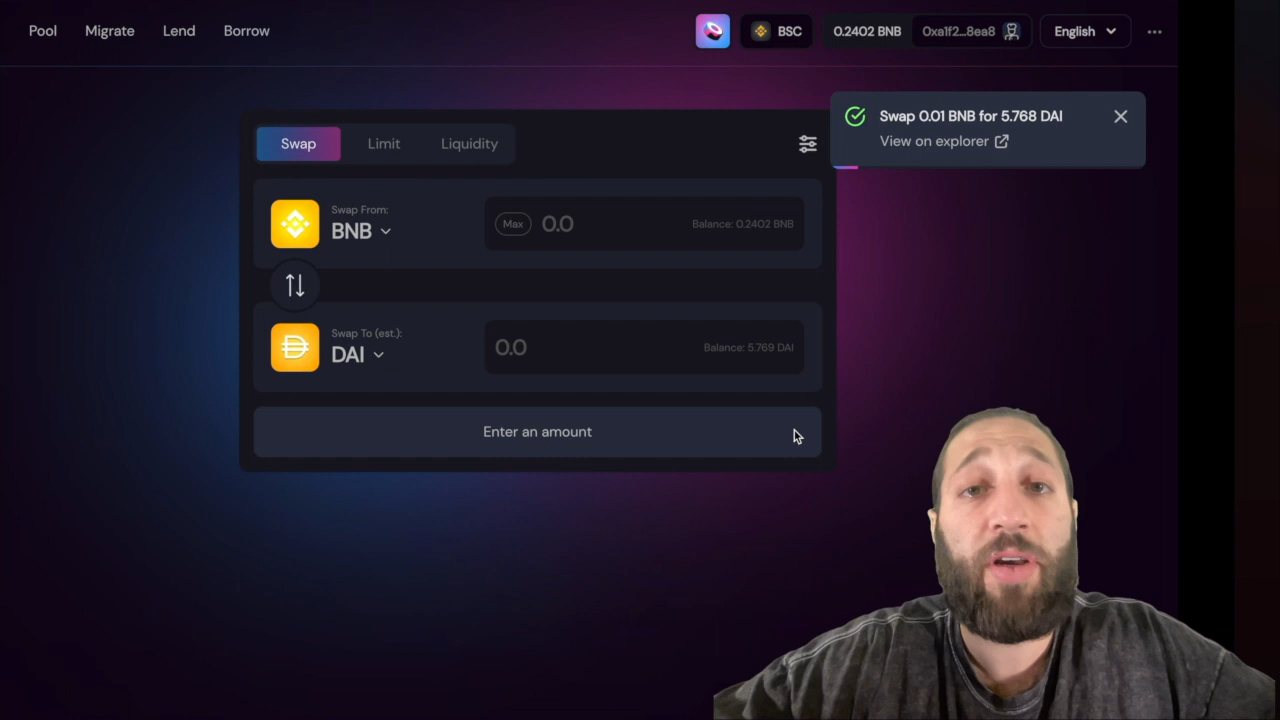 Pool Migrate Lend Borrow BSC 0.2402 BNB 0xa1f2...8ea8 English ...
Swap 0.01 BNB for 5.768 DAI
View on explorer
Swap Limit Liquidity
Swap From:
BNB
Max 0.0 Balance: 0.2402 BNB
Swap To (est.):
DAI
0.0 Balance: 5.769 DAI
Enter an amount